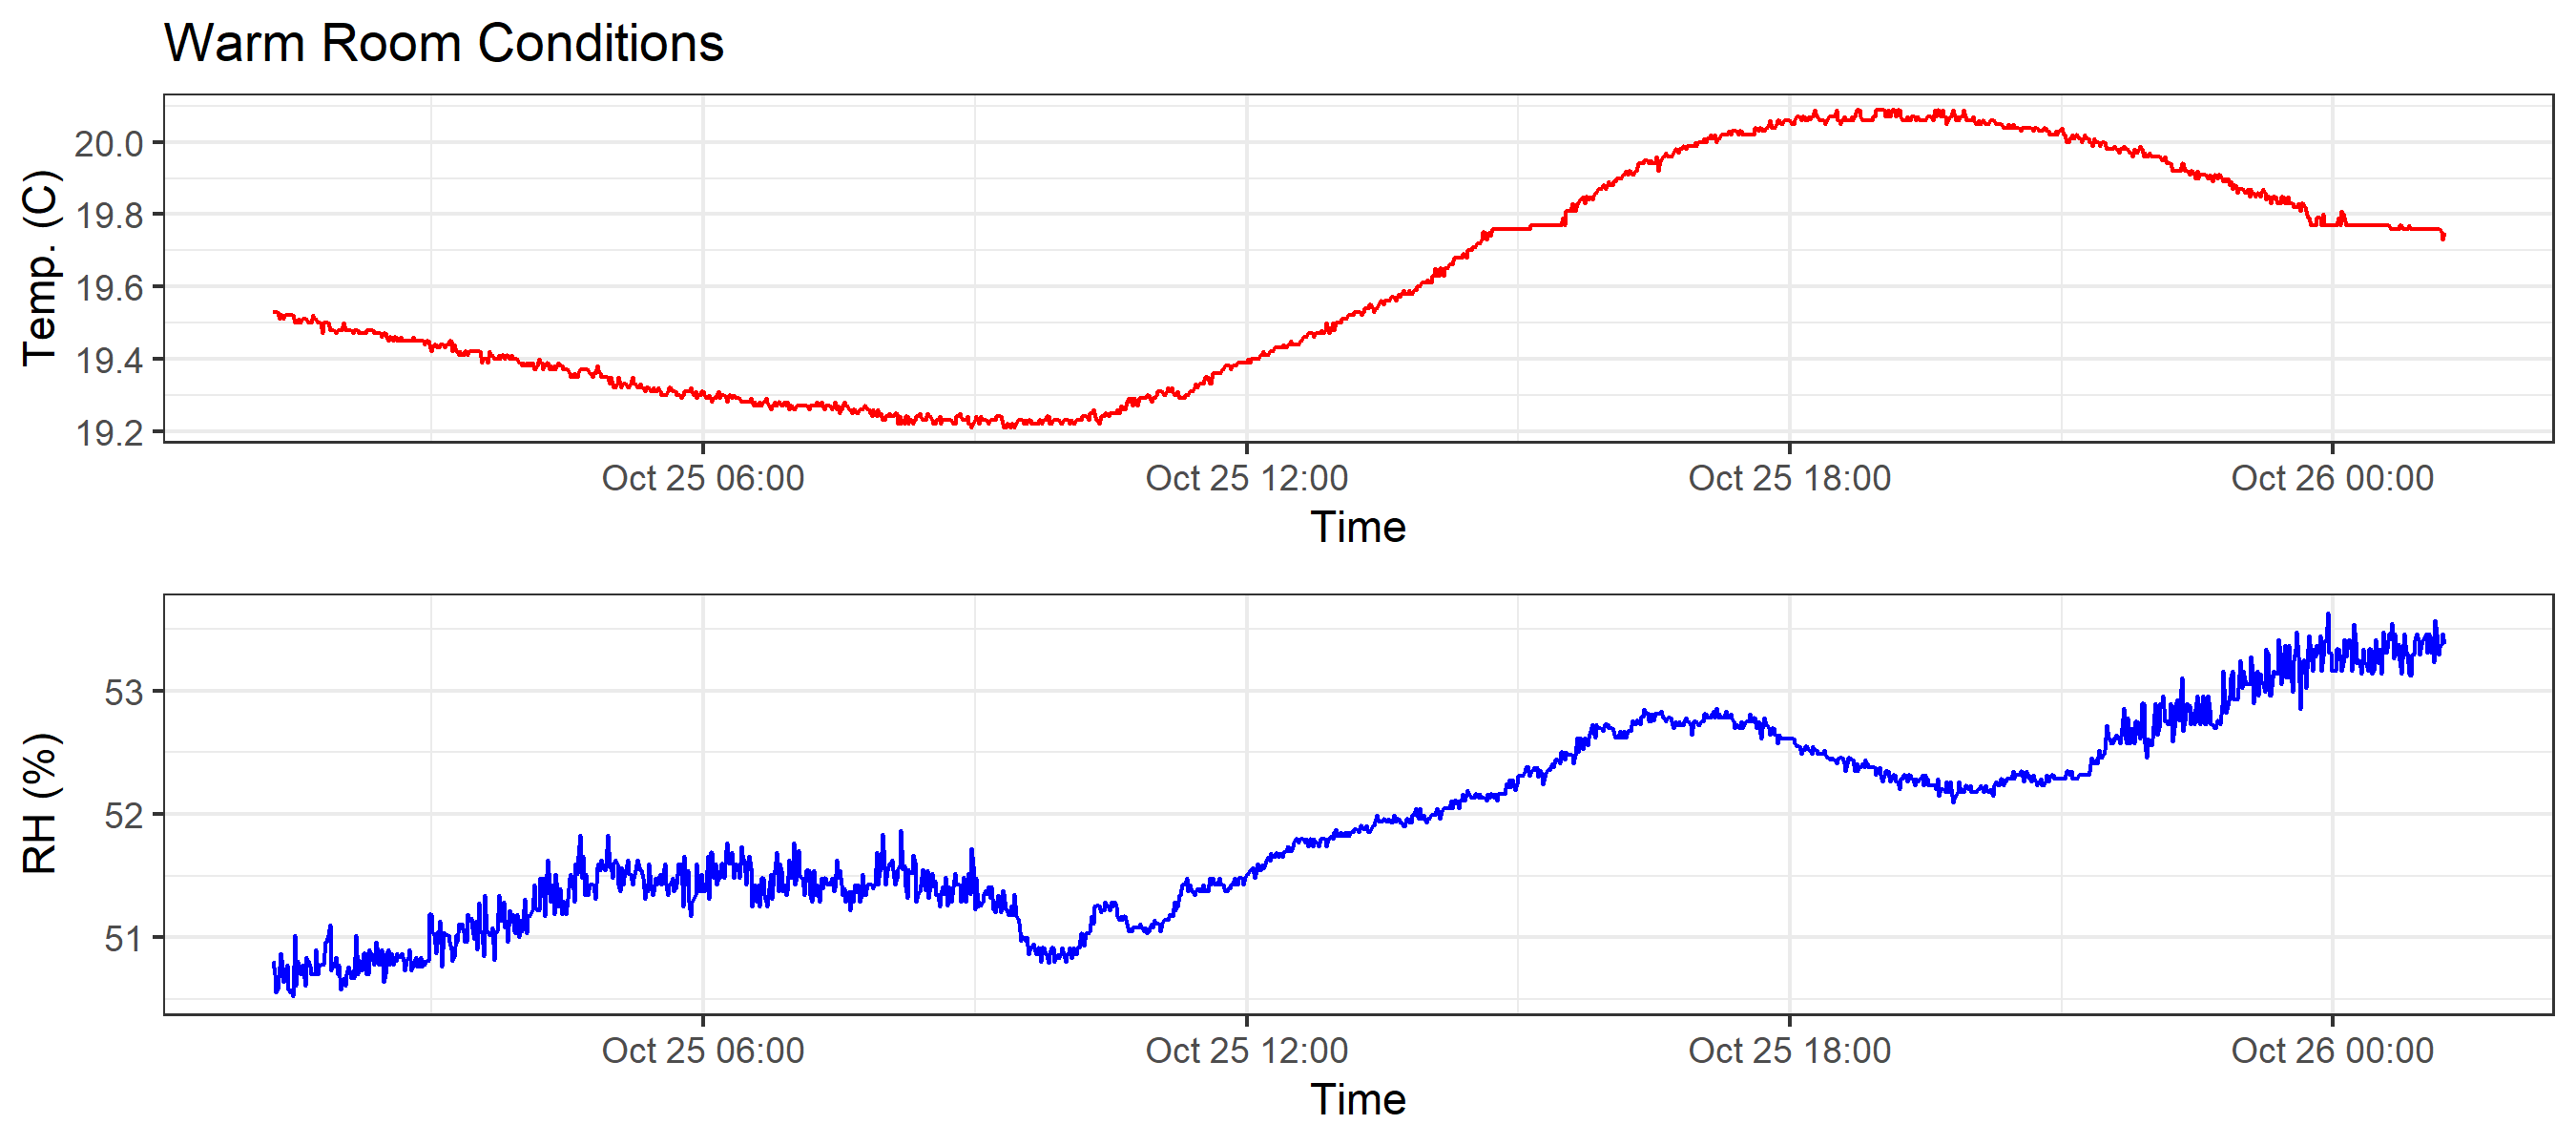 Warm Room Conditions
Temp. (C)
20.0
19.8
19.6
19.4
19.2
Oct 25 06:00 Oct 25 12:00 Oct 25 18:00 Oct 26 00:00
Time
RH (%)
53
52
51
Oct 25 06:00 Oct 25 12:00 Oct 25 18:00 Oct 26 00:00
Time